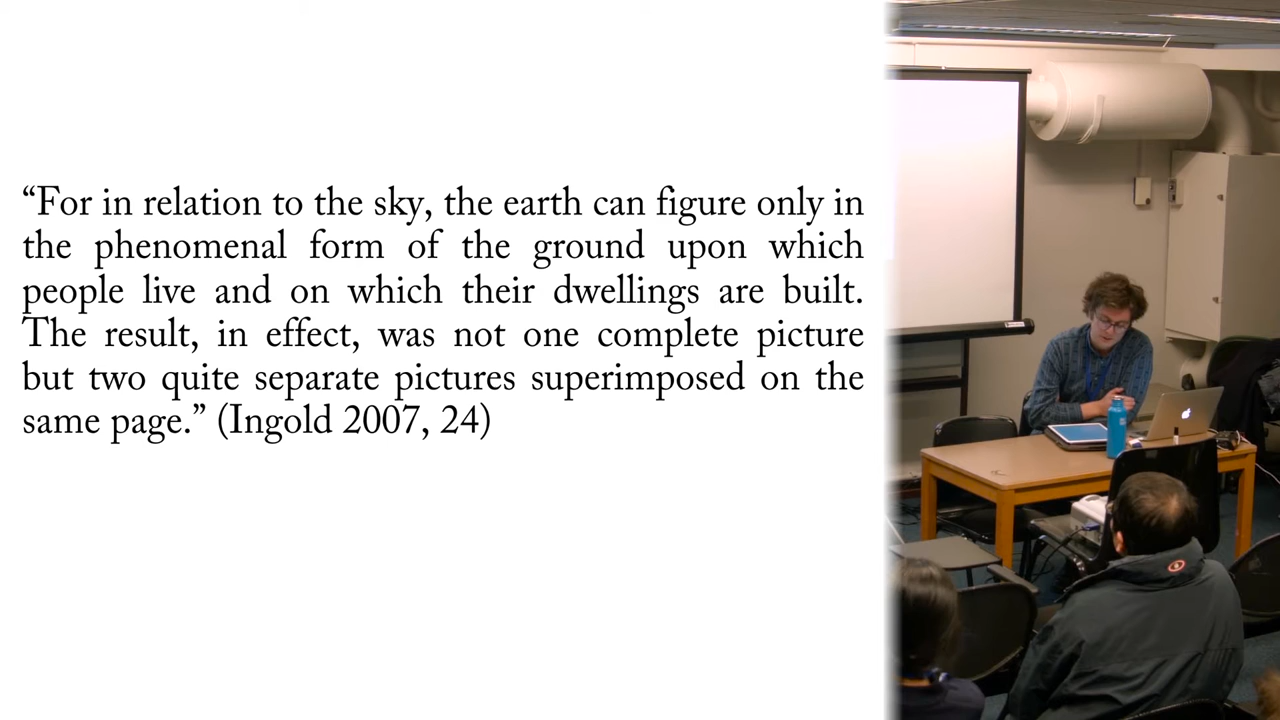 “For in relation to the sky, the earth can figure only in
the phenomenal form of the ground upon which
people live and on which their dwellings are built.
The result, in effect, was not one complete picture
but two quite separate pictures superimposed on the
same page.” (Ingold 2007, 24)